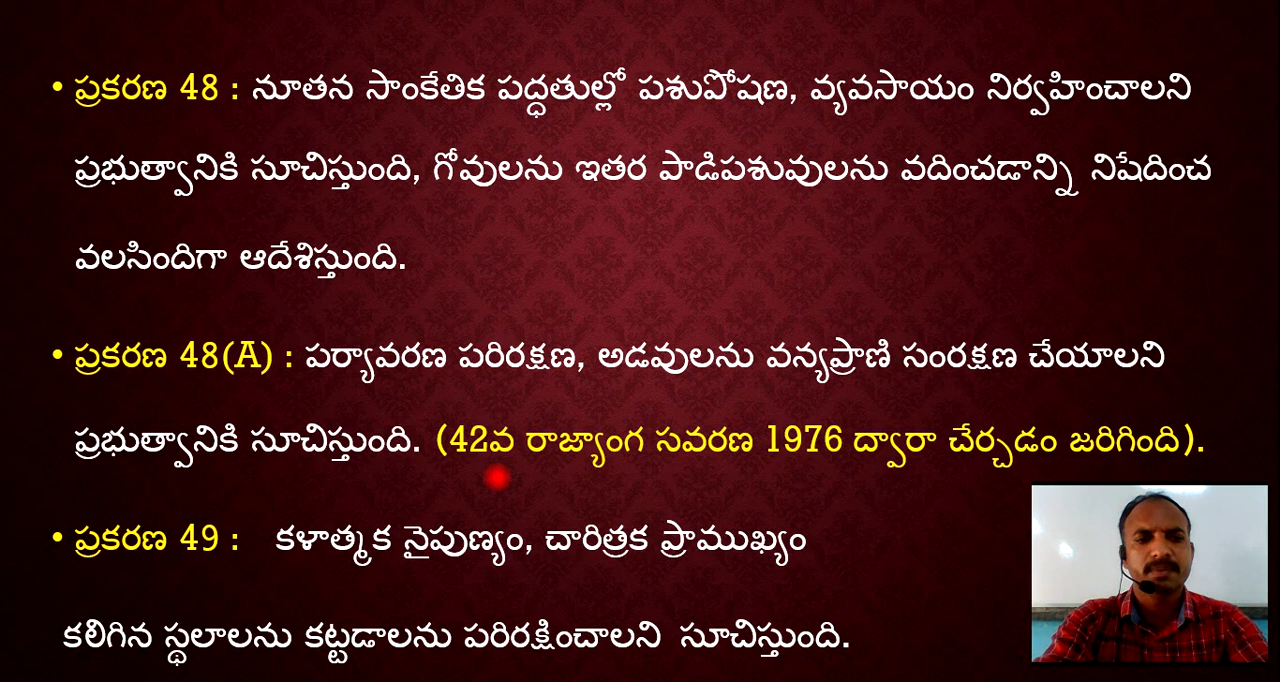 • ప్రకరణ 48 : నూతన సాంకేతిక పద్ధతుల్లో పశుపోషణ, వ్యవసాయం నిర్వహించాలని
ప్రభుత్వానికి సూచిస్తుంది, గోవులను ఇతర పాడిపశువులను వదించడాన్ని నిషేదించ
వలసిందిగా ఆదేశిస్తుంది.
• ప్రకరణ 48(A) : పర్యావరణ పరిరక్షణ, అడవులను వన్యప్రాణి సంరక్షణ చేయాలని
ప్రభుత్వానికి సూచిస్తుంది. (42వ రాజ్యాంగ సవరణ 1976 ద్వారా చేర్చడం జరిగింది).
• ప్రకరణ 49 : కళాత్మక నైపుణ్యం, చారిత్రక ప్రాముఖ్యం
కలిగిన స్థలాలను కట్టడాలను పరిరక్షించాలని సూచిస్తుంది.